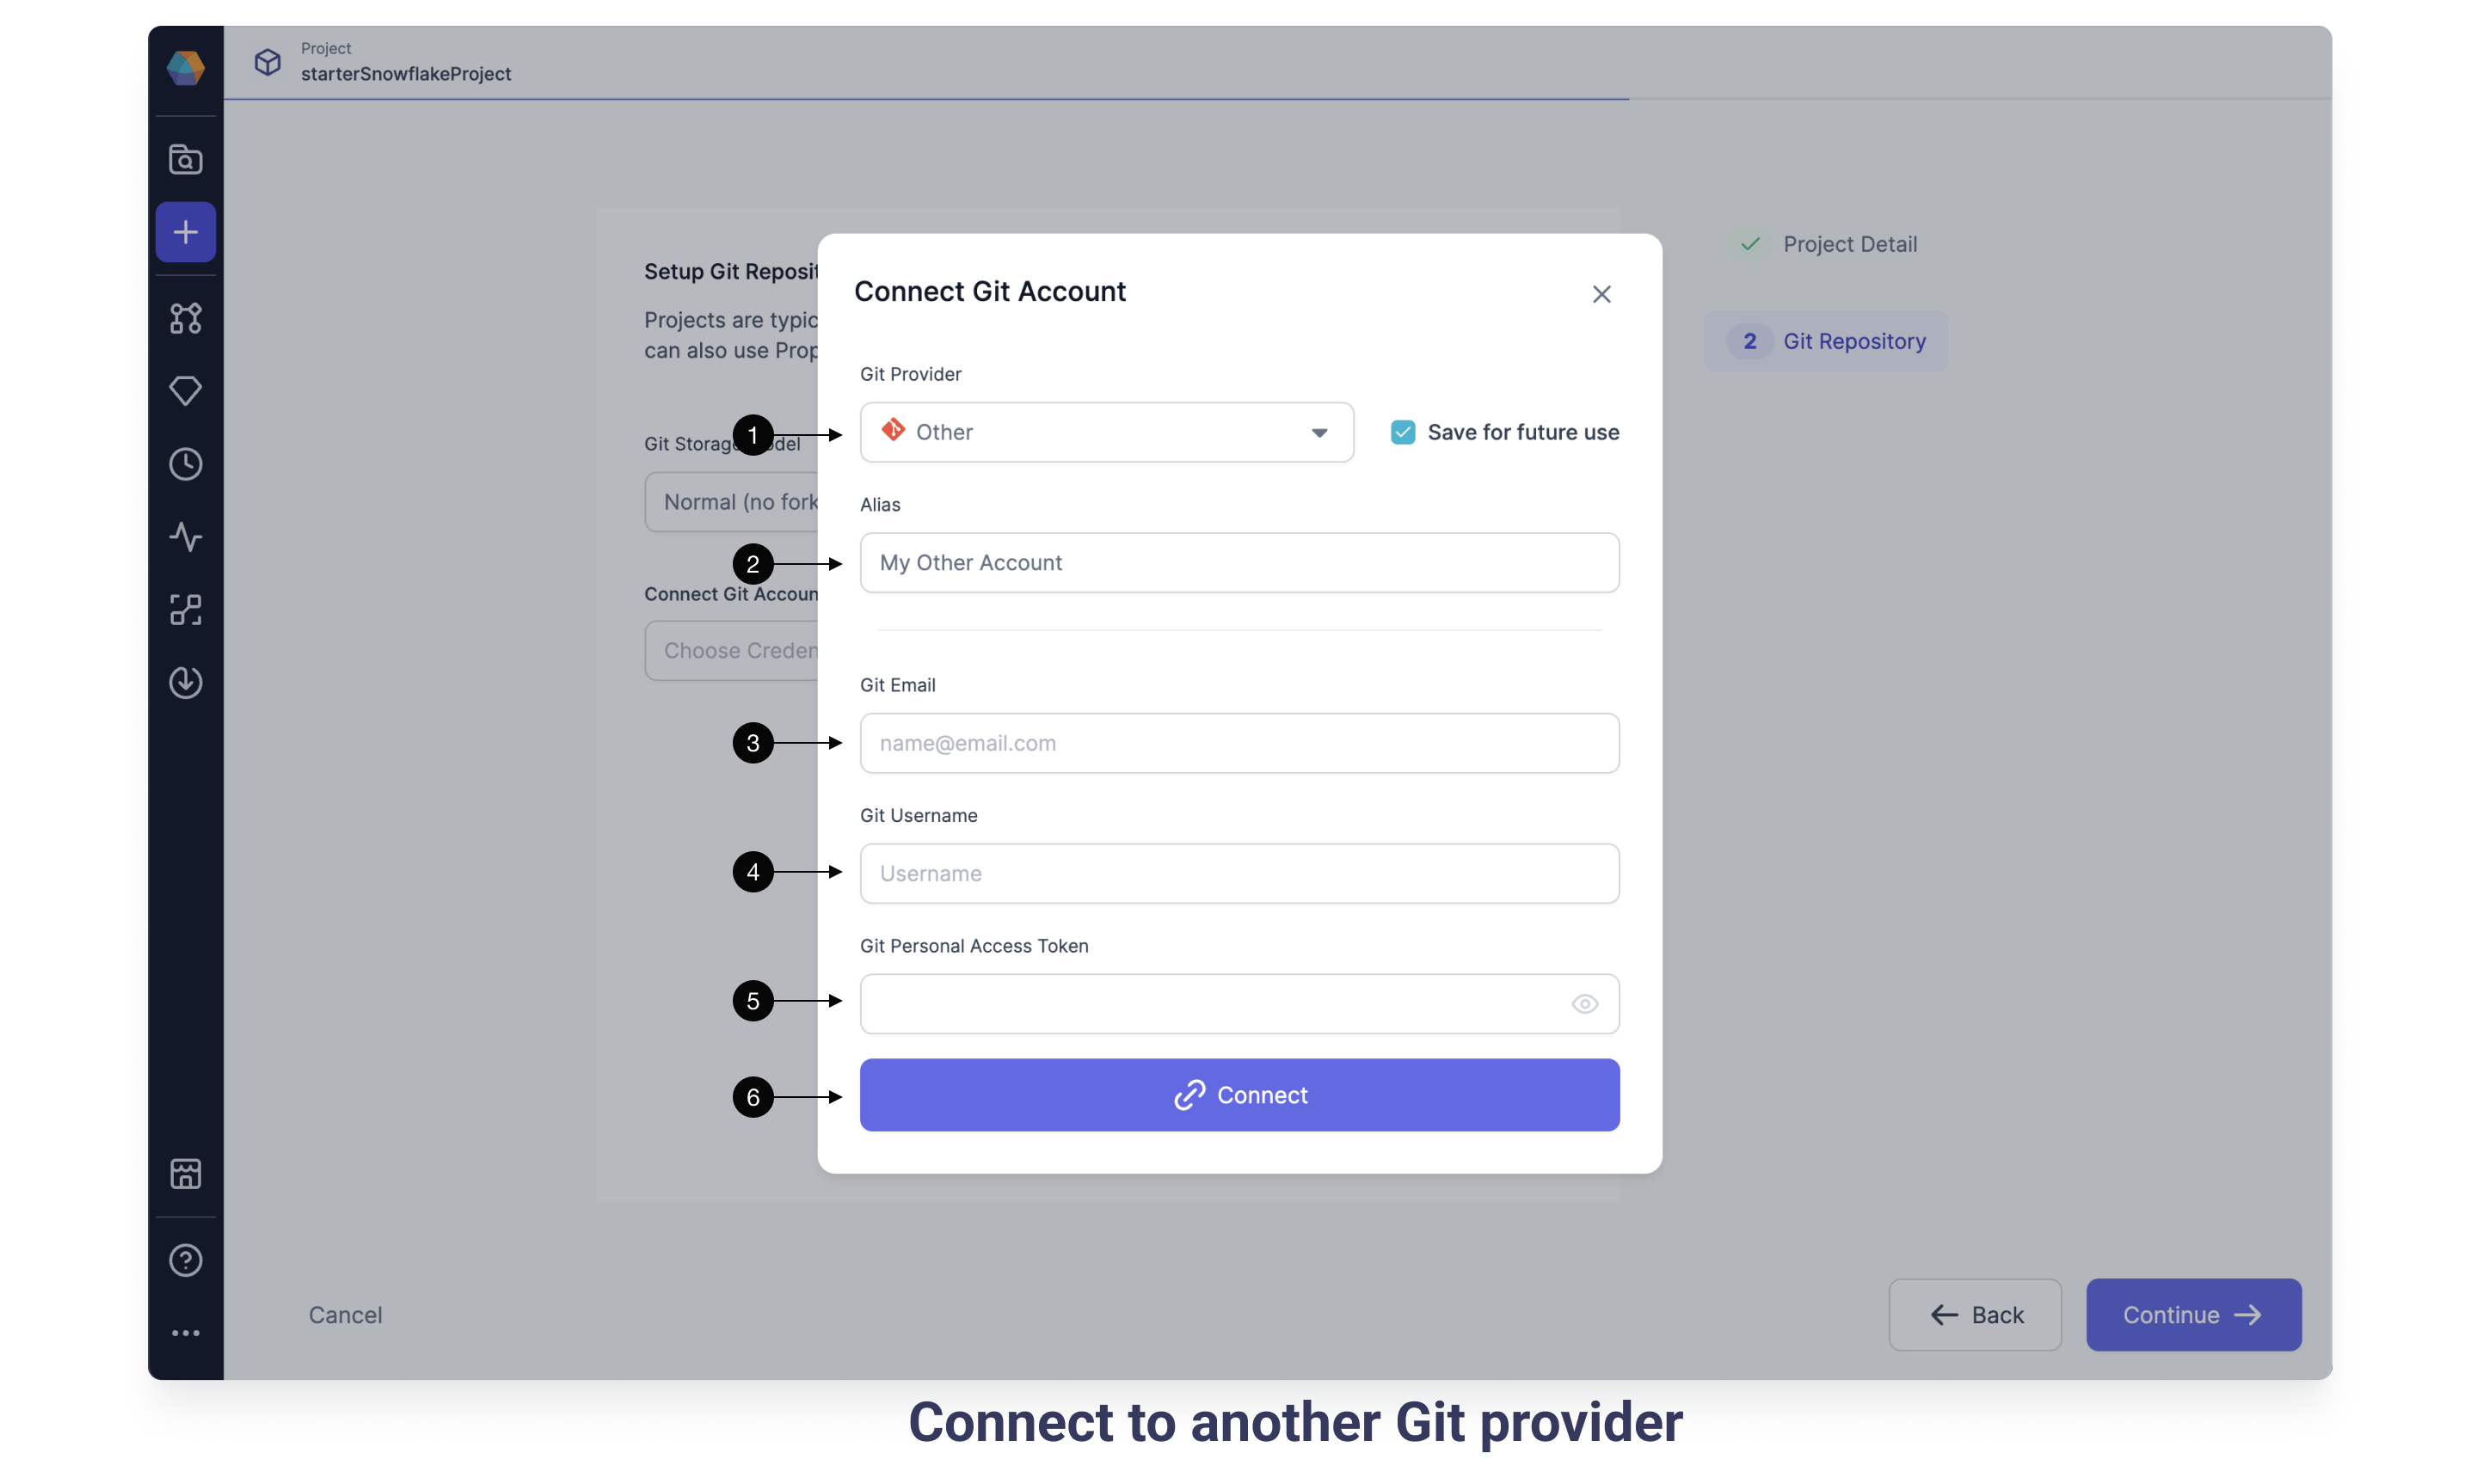 Project
starterSnowflakeProject
Setup Git Reposit
Projects are typic
can also use Prop
Git Storage odel
Normal (no fork
Connect Git Accoun
Choose Creden
Connect Git Account
Git Provider
1
Other
Save for future use
Alias
2
My Other Account
Git Email
3
name@email.com
Git Username
4
Username
Git Personal Access Token
5
6
Connect
Project Detail
2 Git Repository
Cancel
Back
Continue
Connect to another Git provider